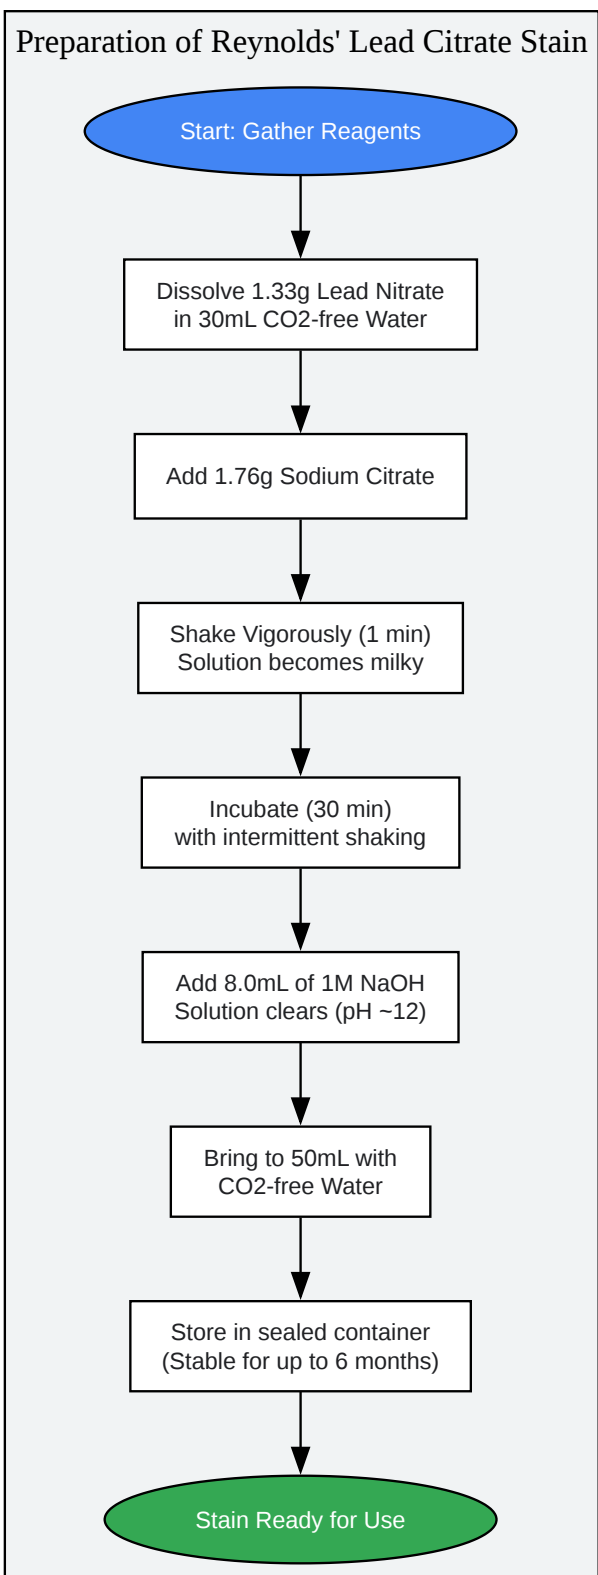 Preparation of Reynolds' Lead Citrate Stain
Start: Gather Reagents
Dissolve 1.33g Lead Nitrate
in 30mL CO2-free Water
Add 1.76g Sodium Citrate
Shake Vigorously (1 min)
Solution becomes milky
Incubate (30 min)
with intermittent shaking
Add 8.0mL of 1M NaOH
Solution clears (pH ~12)
Bring to 50mL with
CO2-free Water
Store in sealed container
(Stable for up to 6 months)
Stain Ready for Use